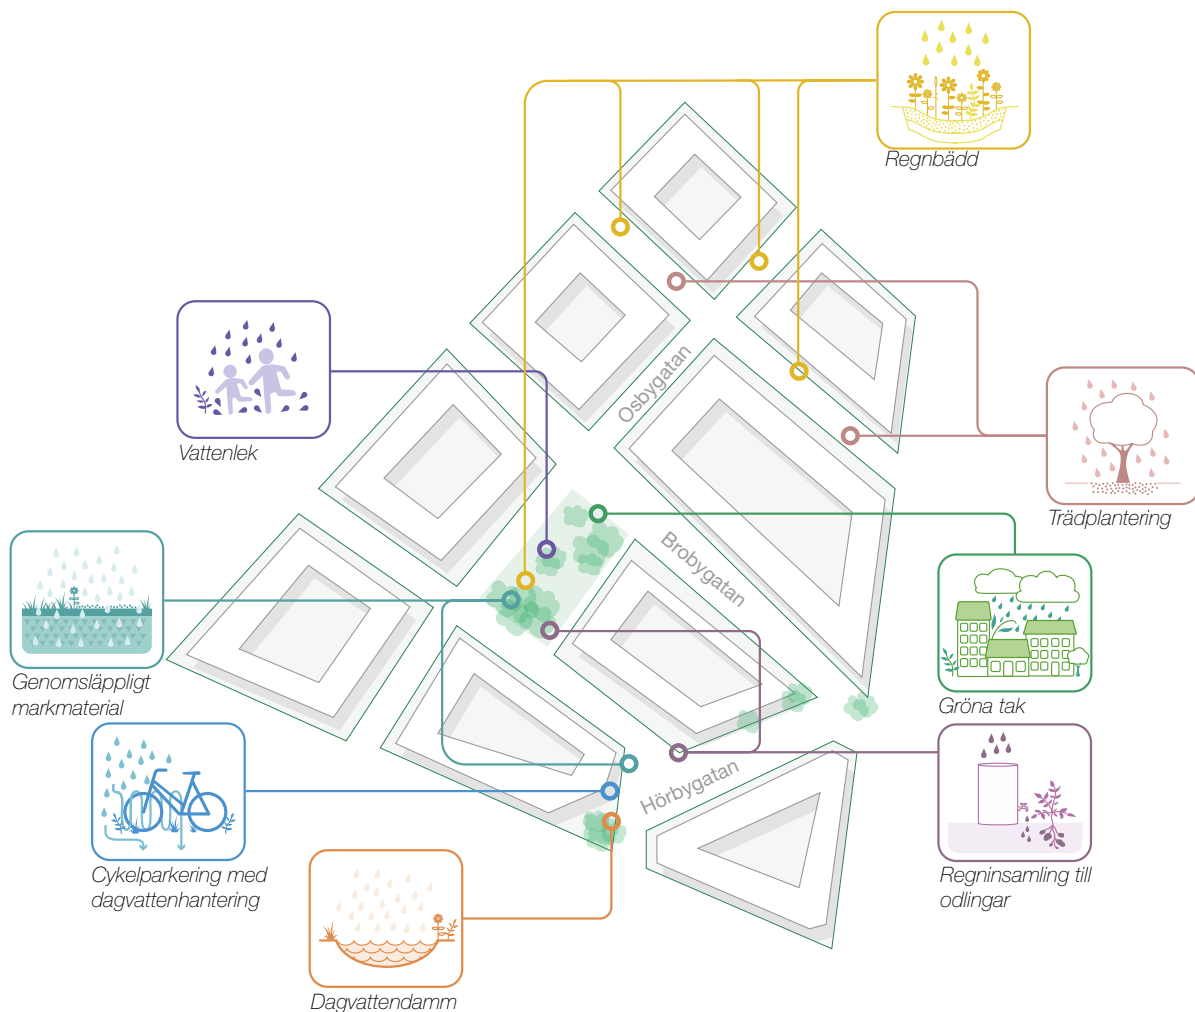 Regnbädd
Osbygatan
Vattenlek
Trädplantering
Brobygatan
Genomsläppligt
markmaterial
Gröna tak
Hörbygatan
Cykelparkering med
dagvattenhantering
Regninsamling till
odlingar
Dagvattendamm